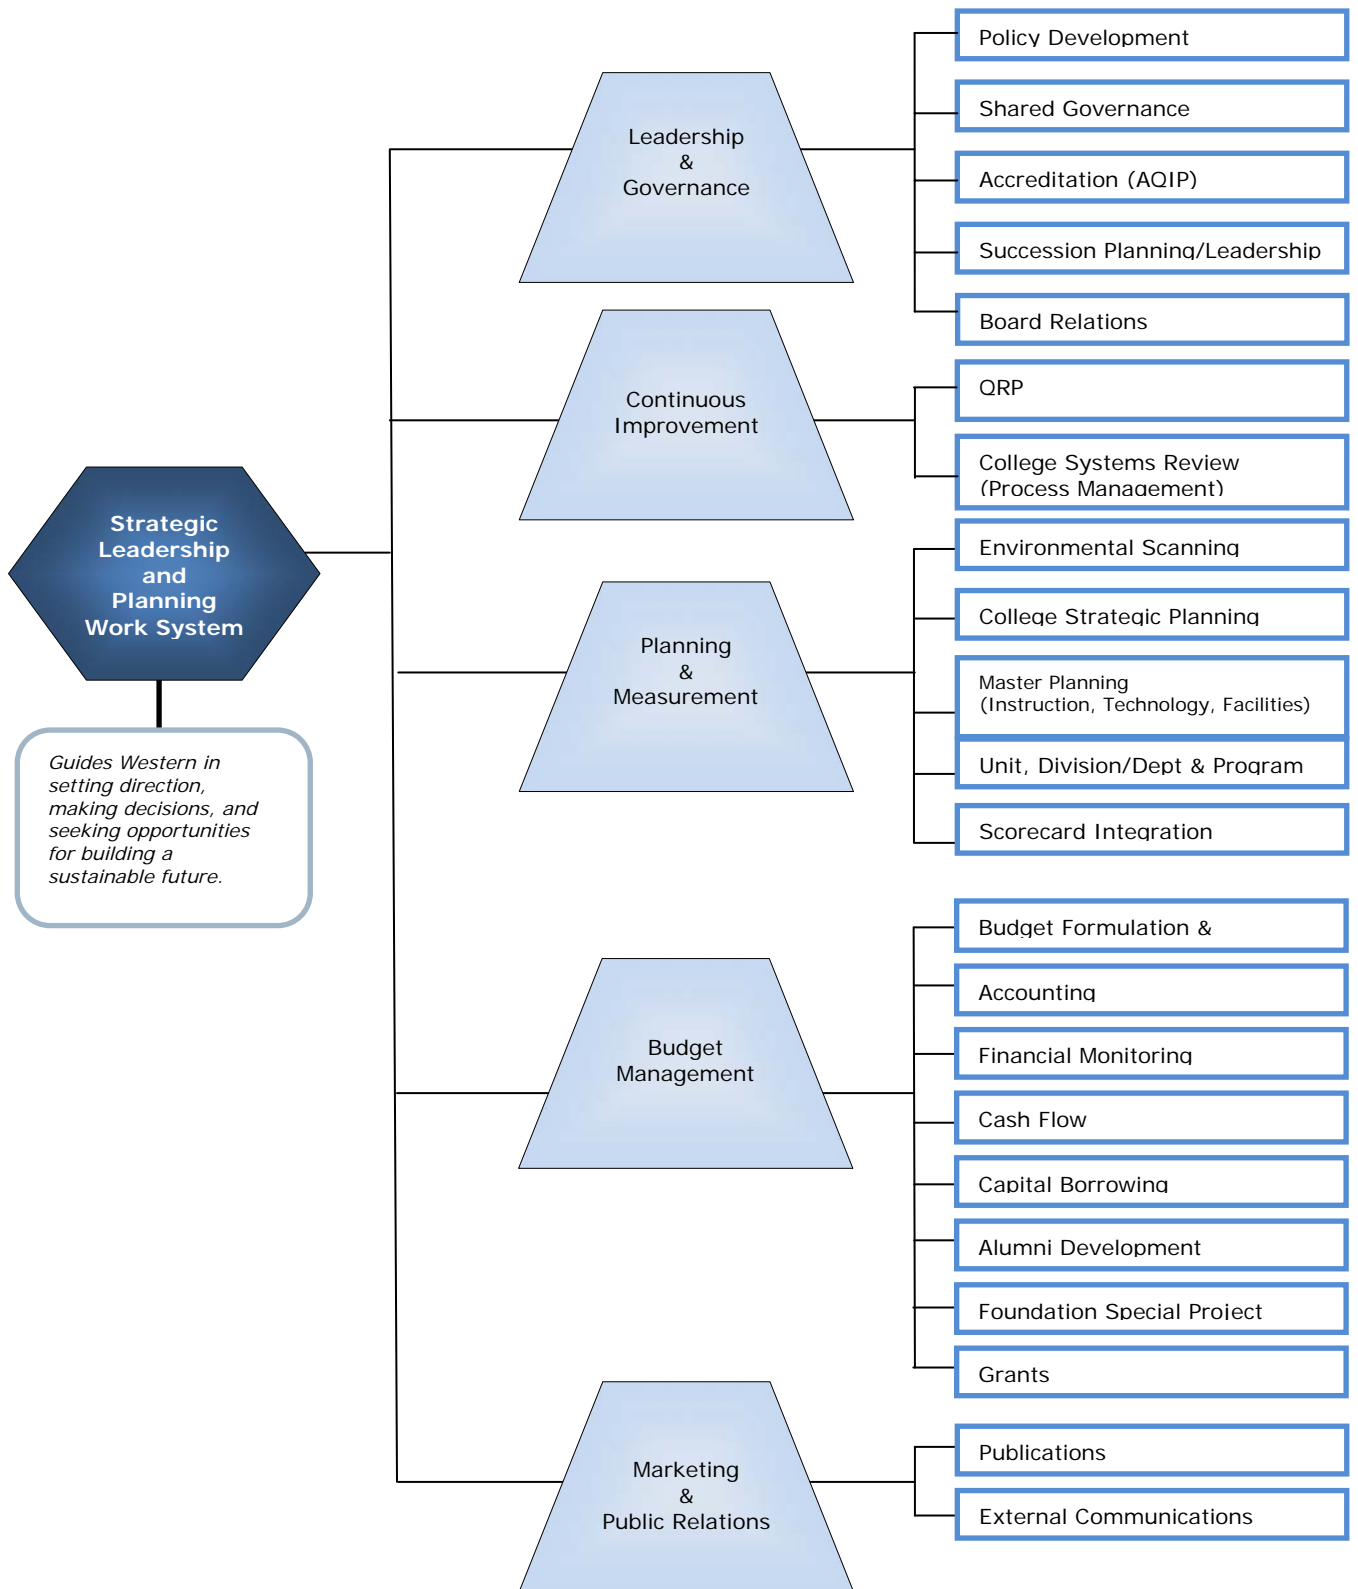 Strategic
Leadership
and
Planning
Work System
Guides Western in
setting direction,
making decisions, and
seeking opportunities
for building a
sustainable future.
Leadership
&
Governance
Policy Development
Shared Governance
Accreditation (AQIP)
Succession Planning/Leadership
Board Relations
Continuous
Improvement
QRP
College Systems Review
(Process Management)
Planning
&
Measurement
Environmental Scanning
College Strategic Planning
Master Planning
(Instruction, Technology, Facilities)
Unit, Division/Dept & Program
Scorecard Integration
Budget
Management
Budget Formulation &
Accounting
Financial Monitoring
Cash Flow
Capital Borrowing
Alumni Development
Foundation Special Project
Grants
Marketing
&
Public Relations
Publications
External Communications